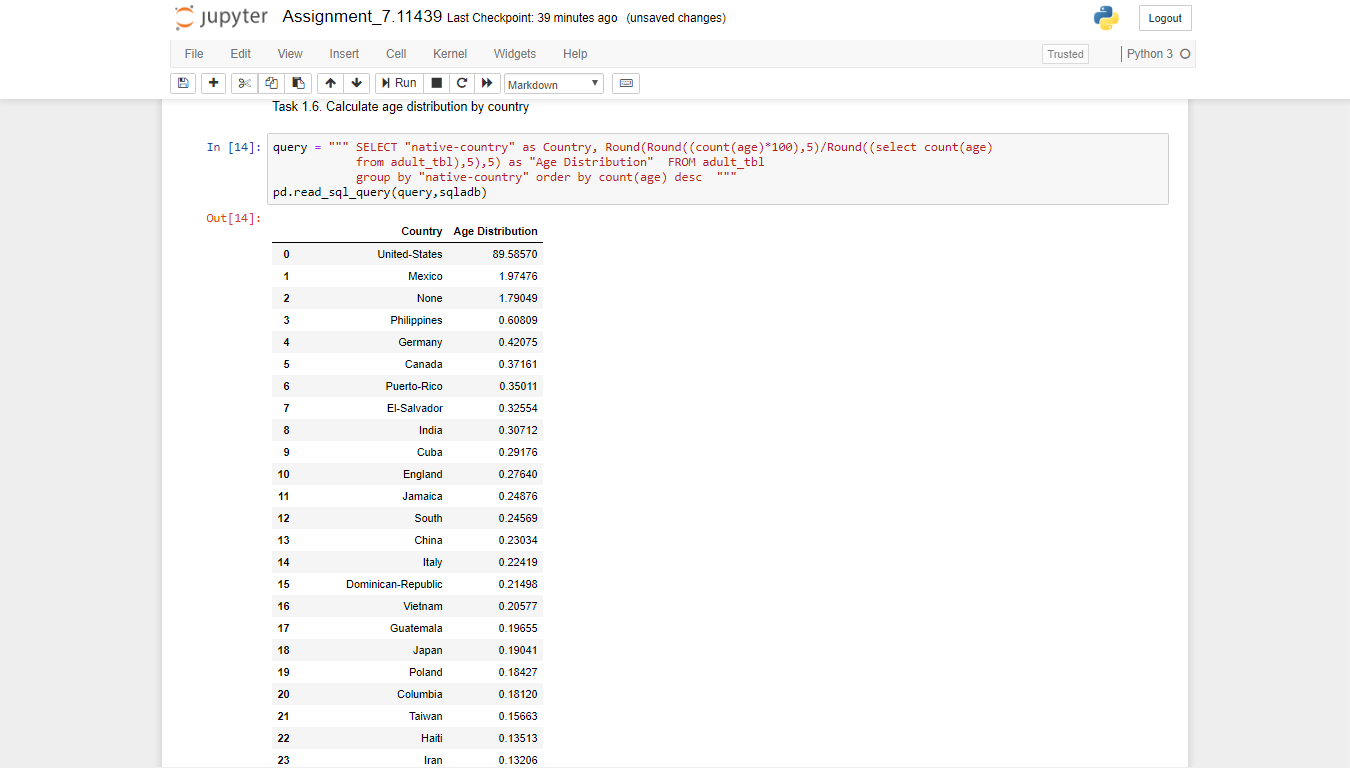 jupyter Assignment_7.11439 Last Checkpoint: 39 minutes ago (unsaved changes) Logout
File Edit View Insert Cell Kernel Widgets Help Trusted Python 3
Run Markdown
Task 1.6. Calculate age distribution by country
In [14]: query = """ SELECT "native-country" as Country, Round(Round((count(age)*100),5)/Round((select count(age)
from adult_tbl),5),5) as "Age Distribution"  FROM adult_tbl
group by "native-country" order by count(age) desc  """
pd.read_sql_query(query,sqladb)
Out[14]:
Country Age Distribution
0 United-States 89.58570
1 Mexico 1.97476
2 None 1.79049
3 Philippines 0.60809
4 Germany 0.42075
5 Canada 0.37161
6 Puerto-Rico 0.35011
7 El-Salvador 0.32554
8 India 0.30712
9 Cuba 0.29176
10 England 0.27640
11 Jamaica 0.24876
12 South 0.24569
13 China 0.23034
14 Italy 0.22419
15 Dominican-Republic 0.21498
16 Vietnam 0.20577
17 Guatemala 0.19655
18 Japan 0.19041
19 Poland 0.18427
20 Columbia 0.18120
21 Taiwan 0.15663
22 Haiti 0.13513
23 Iran 0.13206